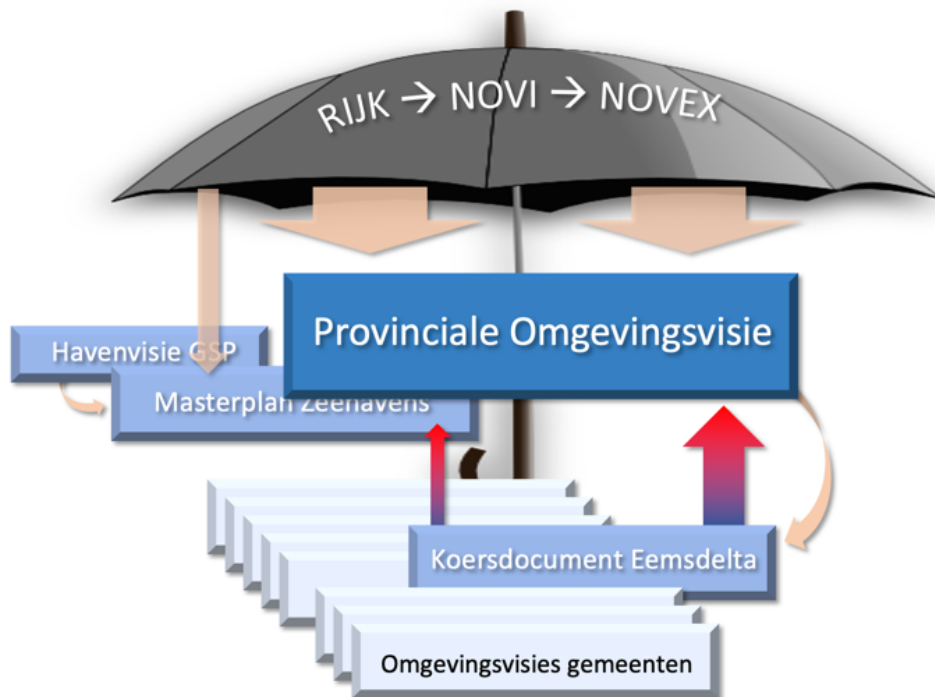 RIJK → NOVI → NOVEX
Provinciale Omgevingsvisie
Havenvisie GSP
Masterplan Zeehavens
Koersdocument Eemsdelta
Omgevingsvisies gemeenten